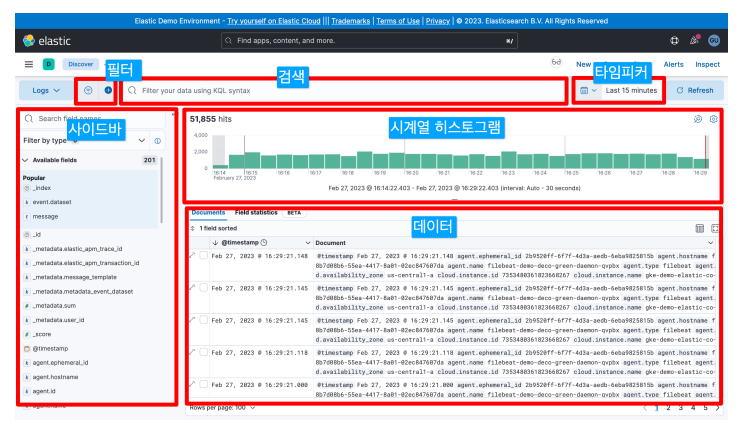 Elastic Demo Environment - Try yourself on Elastic Cloud ||| Trademarks | Terms of Use | Privacy | © 2023. Elasticsearch B.V. All Rights Reserved
elastic
Find apps, content, and more.
⌘/
GU
D
Discover
New
Alerts
Inspect
필터
검색
타임피커
Logs
Filter your data using KQL syntax
Last 15 minutes
Refresh
Search field names
사이드바
Filter by type
Available fields
201
Popular
_index
event.dataset
message
_id
_metadata.elastic_apm_trace_id
_metadata.elastic_apm_transaction_id
_metadata.message_template
_metadata.metadata_event_dataset
_metadata.sum
_metadata.user_id
_score
@timestamp
agent.ephemeral_id
agent.hostname
agent.id
51,855 hits
시계열 히스토그램
4,000
2,000
0
16:14 16:15 16:16 16:17 16:18 16:19 16:20 16:21 16:22 16:23 16:24 16:25 16:26 16:27 16:28 16:29
February 27, 2023
Feb 27, 2023 @ 16:14:22.403 - Feb 27, 2023 @ 16:29:22.403 (interval: Auto - 30 seconds)
Documents Field statistics BETA
데이터
1 field sorted
@timestamp Document
Feb 27, 2023 @ 16:29:21.148 @timestamp Feb 27, 2023 @ 16:29:21.148 agent.ephemeral_id 2b9520ff-6f7f-4d3a-aedb-6eba9825815b agent.hostname f
8b7d08b6-55ea-4417-8a01-02ec847607da agent.name filebeat-demo-deco-green-daemon-qvpbx agent.type filebeat agent.
d.availability_zone us-central1-a cloud.instance.id 7353480361823668267 cloud.instance.name gke-demo-elastic-co-
Feb 27, 2023 @ 16:29:21.145 @timestamp Feb 27, 2023 @ 16:29:21.145 agent.ephemeral_id 2b9520ff-6f7f-4d3a-aedb-6eba9825815b agent.hostname f
8b7d08b6-55ea-4417-8a01-02ec847607da agent.name filebeat-demo-deco-green-daemon-qvpbx agent.type filebeat agent.
d.availability_zone us-central1-a cloud.instance.id 7353480361823668267 cloud.instance.name gke-demo-elastic-co-
Feb 27, 2023 @ 16:29:21.145 @timestamp Feb 27, 2023 @ 16:29:21.145 agent.ephemeral_id 2b9520ff-6f7f-4d3a-aedb-6eba9825815b agent.hostname f
8b7d08b6-55ea-4417-8a01-02ec847607da agent.name filebeat-demo-deco-green-daemon-qvpbx agent.type filebeat agent.
d.availability_zone us-central1-a cloud.instance.id 7353480361823668267 cloud.instance.name gke-demo-elastic-co-
Feb 27, 2023 @ 16:29:21.118 @timestamp Feb 27, 2023 @ 16:29:21.118 agent.ephemeral_id 2b9520ff-6f7f-4d3a-aedb-6eba9825815b agent.hostname f
8b7d08b6-55ea-4417-8a01-02ec847607da agent.name filebeat-demo-deco-green-daemon-qvpbx agent.type filebeat agent.
d.availability_zone us-central1-a cloud.instance.id 7353480361823668267 cloud.instance.name gke-demo-elastic-co-
Feb 27, 2023 @ 16:29:21.000 @timestamp Feb 27, 2023 @ 16:29:21.000 agent.ephemeral_id 2b9520ff-6f7f-4d3a-aedb-6eba9825815b agent.hostname f
8b7d08b6-55ea-4417-8a01-02ec847607da agent.name filebeat-demo-deco-green-daemon-qvpbx agent.type filebeat agent.
Rows per page: 100
1 2 3 4 5